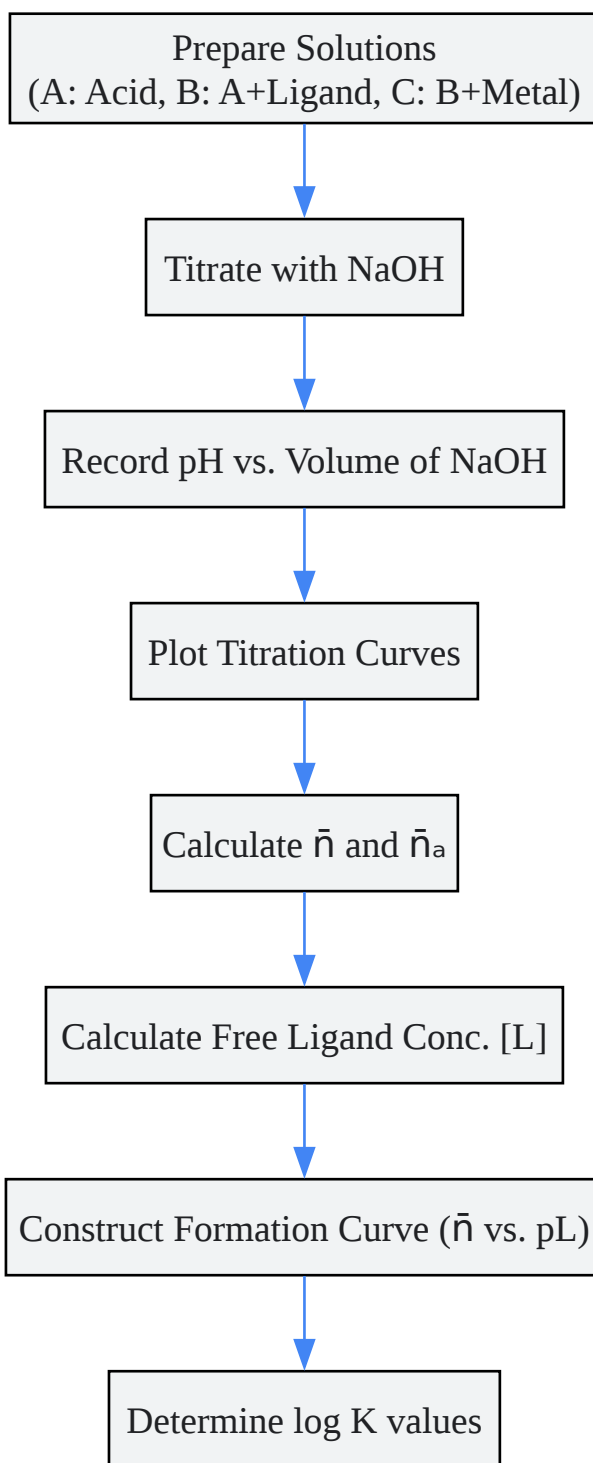 Prepare Solutions
(A: Acid, B: A+Ligand, C: B+Metal)
Titrate with NaOH
Record pH vs. Volume of NaOH
Plot Titration Curves
Calculate n̄ and n̄ₐ
Calculate Free Ligand Conc. [L]
Construct Formation Curve (n̄ vs. pL)
Determine log K values